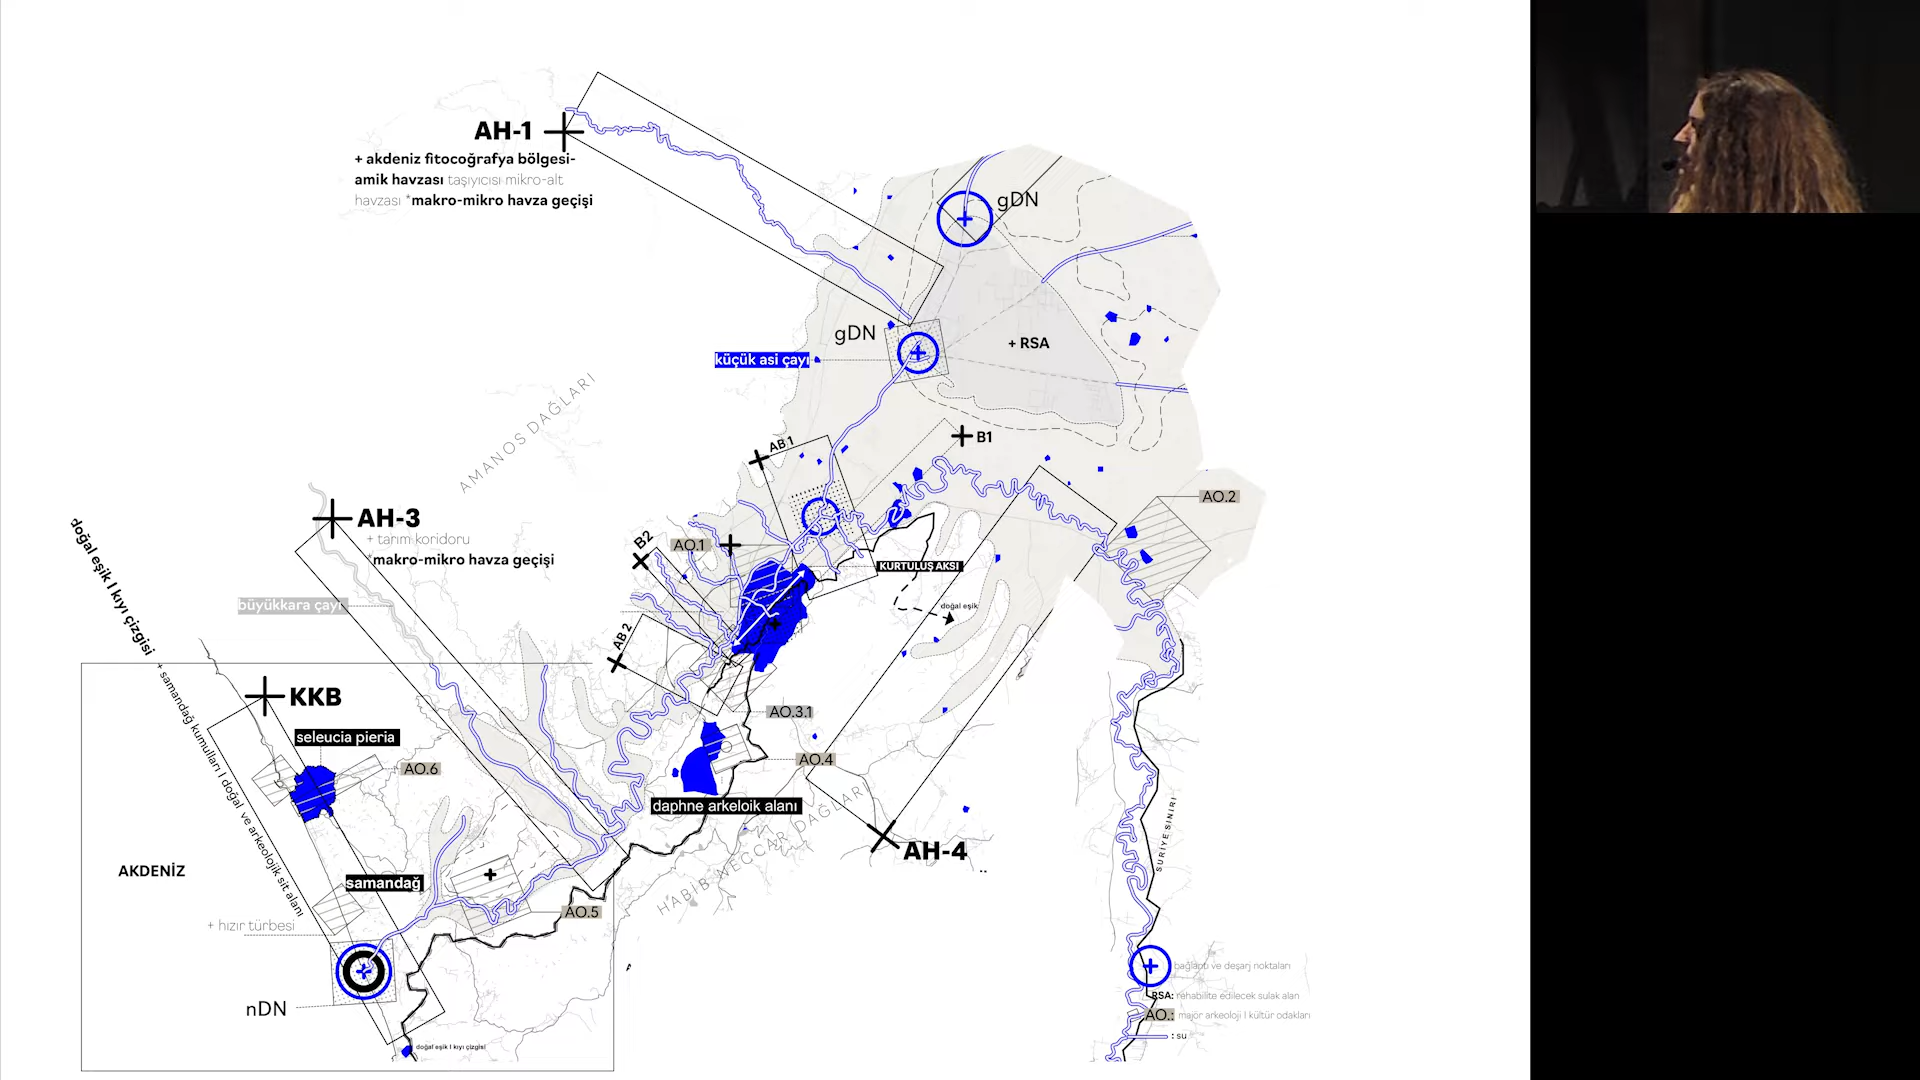 AH-1
+ akdeniz fitocoğrafya bölgesi-
amik havzası taşıyıcısı mikro-alt
havzası *makro-mikro havza geçişi
gDN
gDN
+ RSA
küçük asi çayı
AMANOS DAĞLARI
AB 1
B1
AO.2
AH-3
+ tarım koridoru
*makro-mikro havza geçişi
B2
AO.1
KURTULUŞ AKSI
doğal eşik
büyükkara çayı
AB 2
doğal eşik I kıyı çizgisi
+ samandağ kumulları I doğal ve arkeolojik sit alanı
KKB
seleucia pieria
AO.6
AO.3.1
AO.4
daphne arkeloik alanı
HABİB NECCAR DAĞLARI
AH-4
SURİYE SINIRI
AKDENİZ
samandağ
AO.5
+ hızır türbesi
nDN
doğal eşik I kıyı çizgisi
bağlantı ve deşarj noktaları
RSA: rehabilite edilecek sulak alan
AO.: majör arkeoloji I kültür odakları
: su